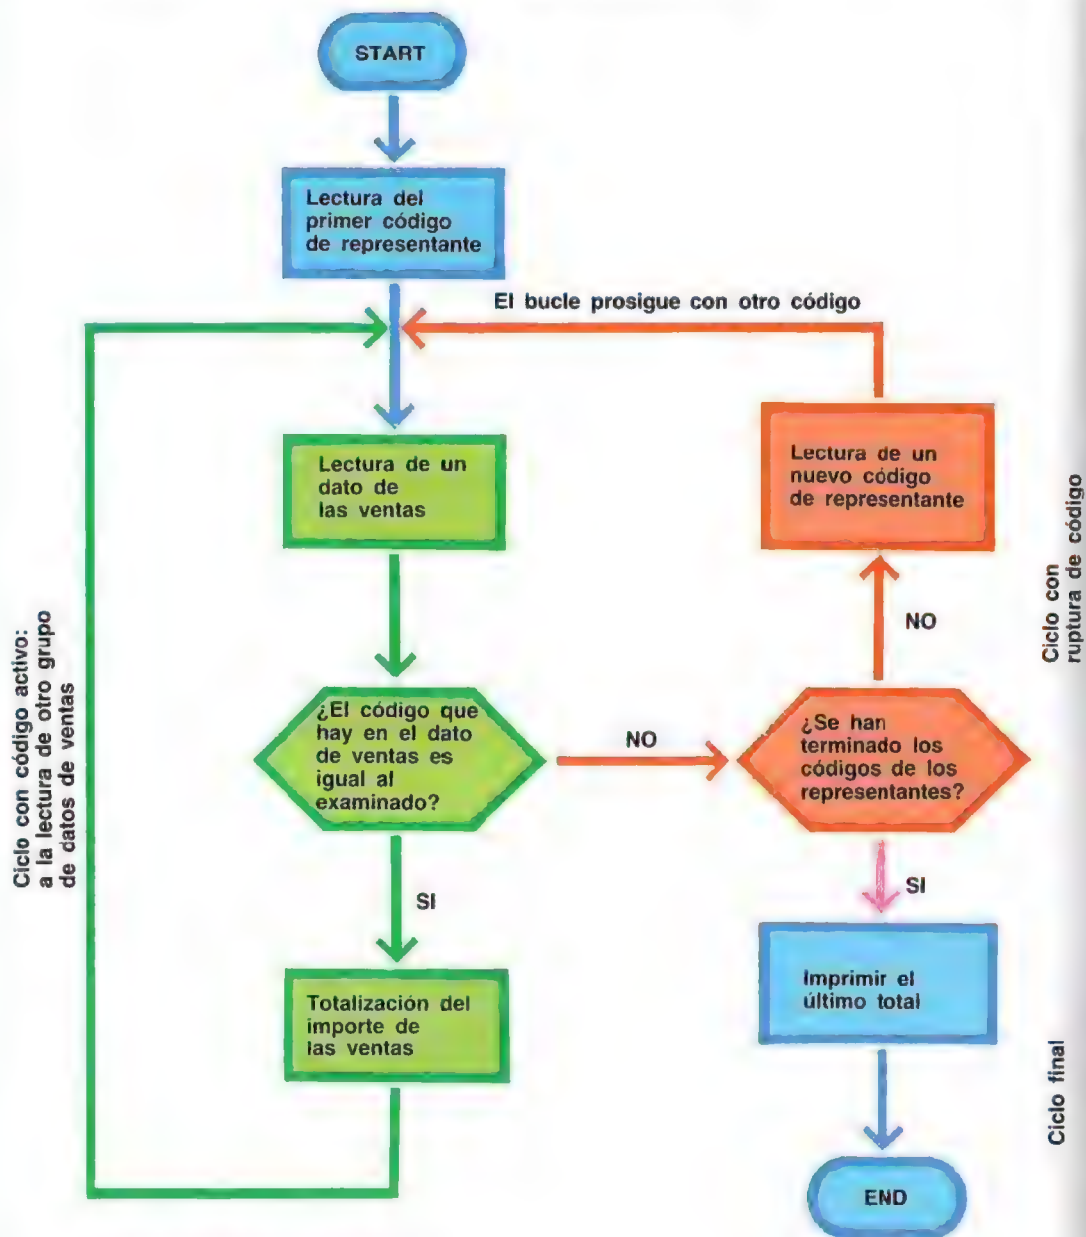 START
Lectura del
primer código
de representante
El bucle prosigue con otro código
Lectura de un
dato de
las ventas
Lectura de un
nuevo código
de representante
NO
Ciclo con
ruptura de código
Ciclo con código activo:
a la lectura de otro grupo
de datos de ventas
¿El código que
hay en el dato
de ventas es
igual al
examinado?
NO
¿Se han
terminado los
códigos de los
representantes?
SI
SI
Totalización del
importe de
las ventas
Imprimir el
último total
Ciclo final
END